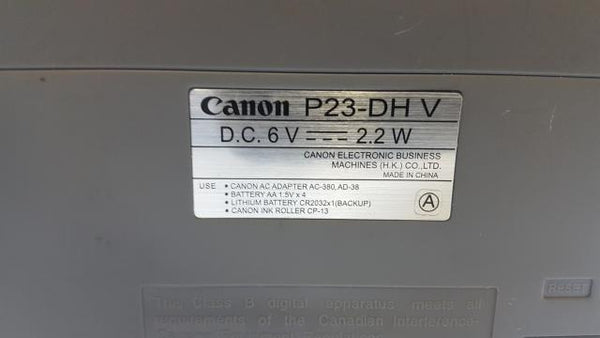 Canon P23-DH V
D.C. 6 V ⎓ 2.2 W
CANON ELECTRONIC BUSINESS
MACHINES (H.K.) CO.,LTD.
MADE IN CHINA
USE • CANON AC ADAPTER AC-380, AD-38
• BATTERY AA 1.5V x 4
• LITHIUM BATTERY CR2032x1(BACKUP)
• CANON INK ROLLER CP-13
A
Reset
This Class B digital apparatus meets all
requirements of the Canadian Interference-